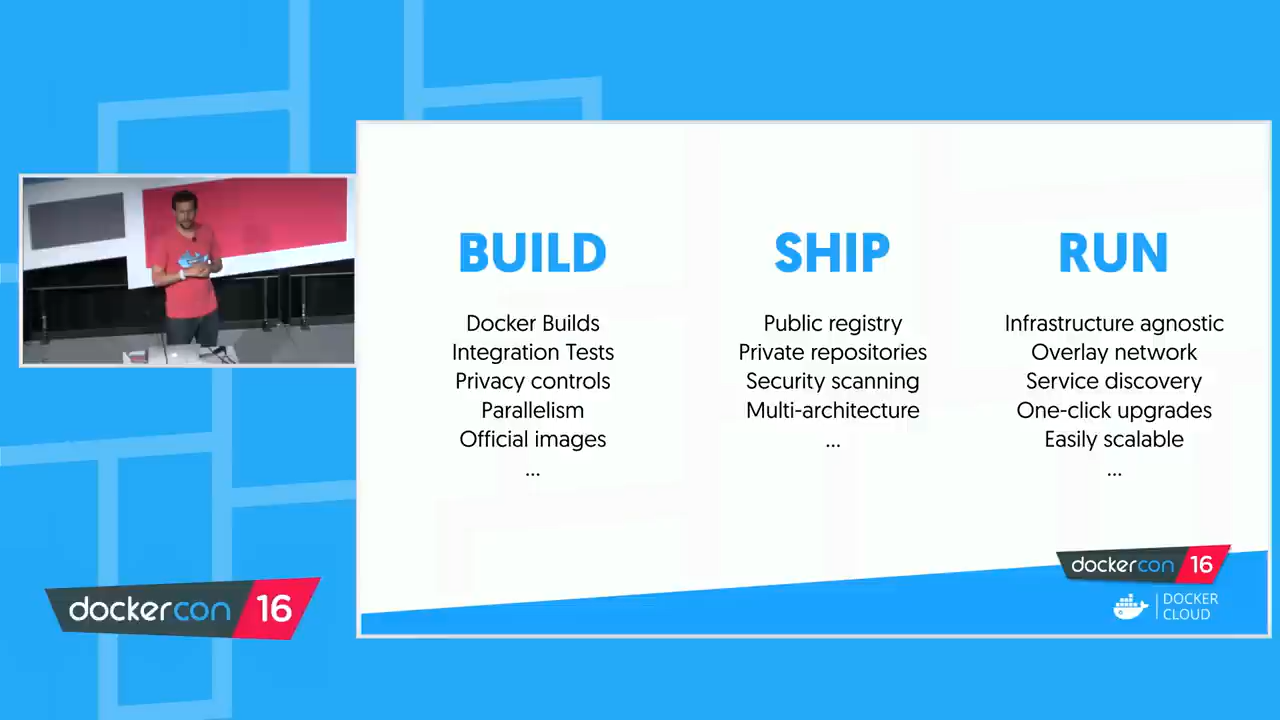 BUILD
Docker Builds
Integration Tests
Privacy controls
Parallelism
Official images
...
SHIP
Public registry
Private repositories
Security scanning
Multi-architecture
...
RUN
Infrastructure agnostic
Overlay network
Service discovery
One-click upgrades
Easily scalable
...
dockercon 16
DOCKER
CLOUD
dockercon 16